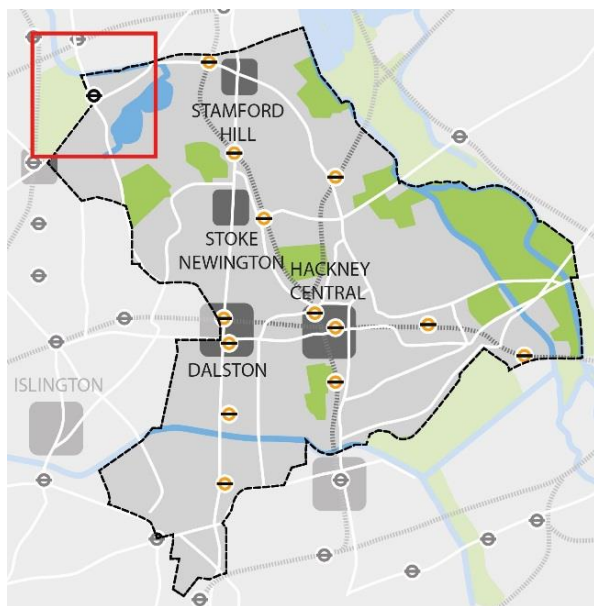 STAMFORD
HILL
STOKE
NEWINGTON
HACKNEY
CENTRAL
DALSTON
ISLINGTON